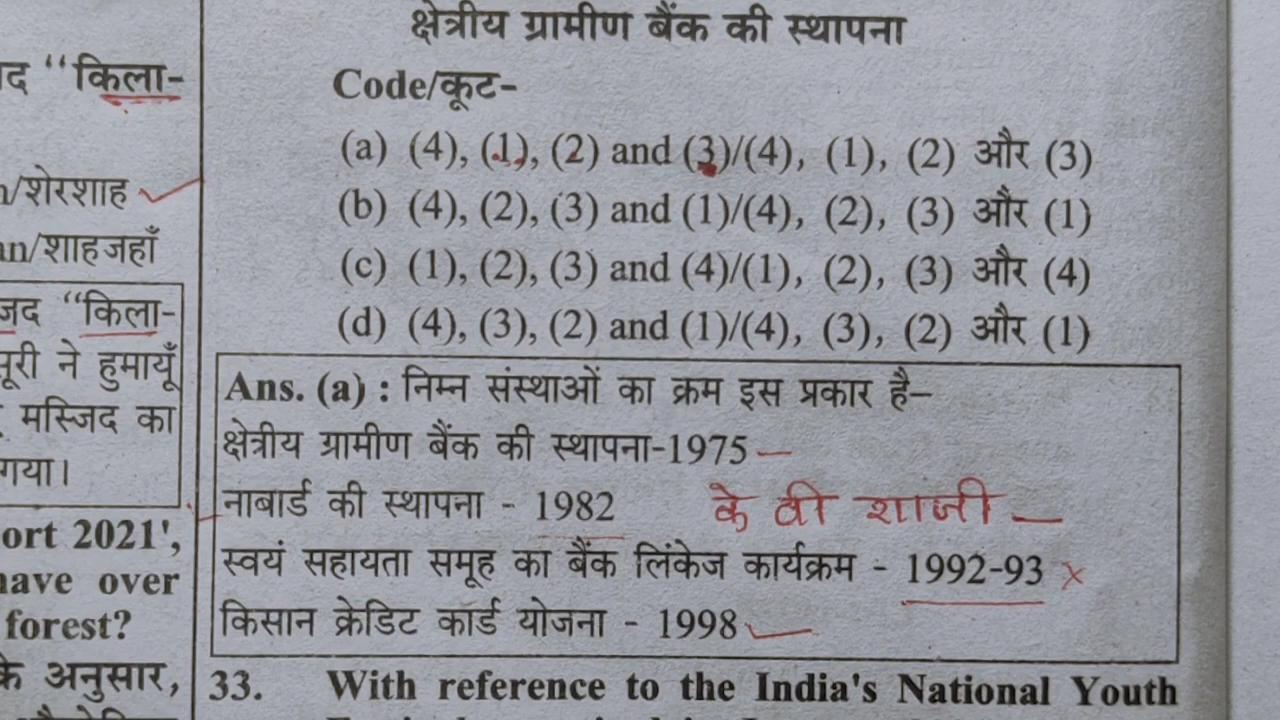 द "किला-
/शेरशाह
an/शाहजहाँ
जद "किला-
सूरी ने हुमायूँ
मस्जिद का
गया।
ort 2021',
have over
forest?
के अनुसार,
क्षेत्रीय ग्रामीण बैंक की स्थापना
Code/कूट-
(a) (4), (1), (2) and (3)/(4), (1), (2) और (3)
(b) (4), (2), (3) and (1)/(4), (2), (3) और (1)
(c) (1), (2), (3) and (4)/(1), (2), (3) और (4)
(d) (4), (3), (2) and (1)/(4), (3), (2) और (1)
Ans. (a) : निम्न संस्थाओं का क्रम इस प्रकार है–
क्षेत्रीय ग्रामीण बैंक की स्थापना-1975
नाबार्ड की स्थापना - 1982 के वी शाजी
स्वयं सहायता समूह का बैंक लिंकेज कार्यक्रम - 1992-93
किसान क्रेडिट कॉर्ड योजना - 1998
33. With reference to the India's National Youth